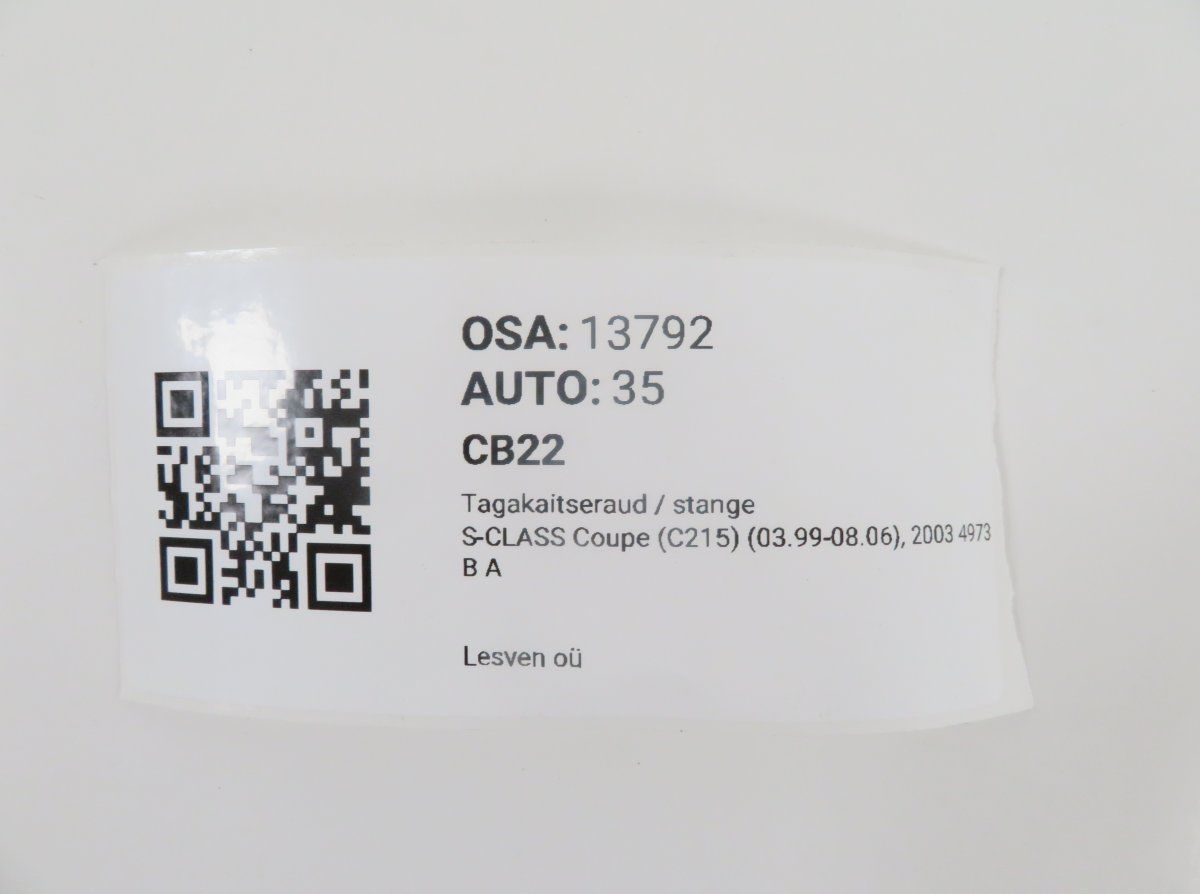 OSA: 13792
AUTO: 35
CB22
Tagakaitseraud / stange
S-CLASS Coupe (C215) (03.99-08.06), 2003 4973
B A
Lesven oü